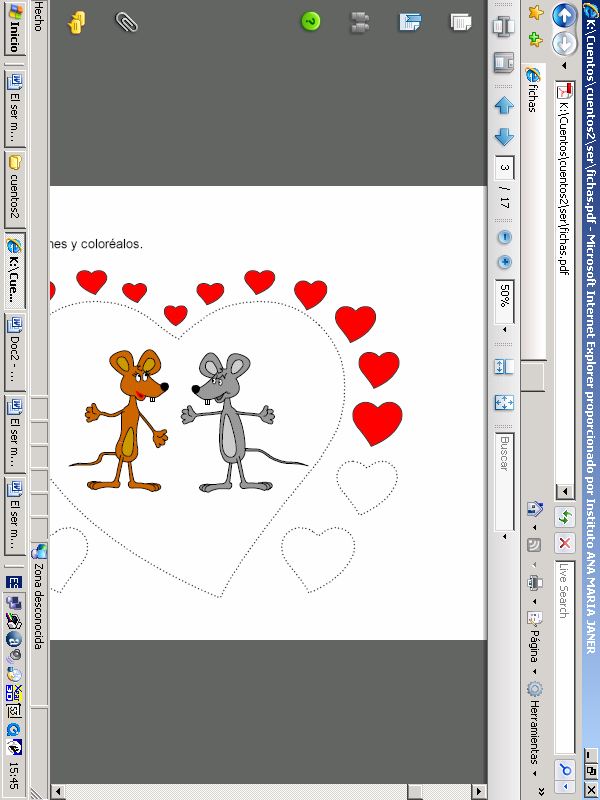 K:\Cuentos\cuentos2\ser\fichas.pdf - Microsoft Internet Explorer proporcionado por Instituto ANA MARIA JANER
K:\Cuentos\cuentos2\ser\fichas.pdf
Live Search
fichas
Página
Herramientas
3 / 17
50%
Buscar
nes y coloréalos.
Hecho
Zona desconocida
Inicio
El ser m...
cuentos2
K:\Cue...
Doc2 - ...
El ser m...
El ser m...
ES
15:45